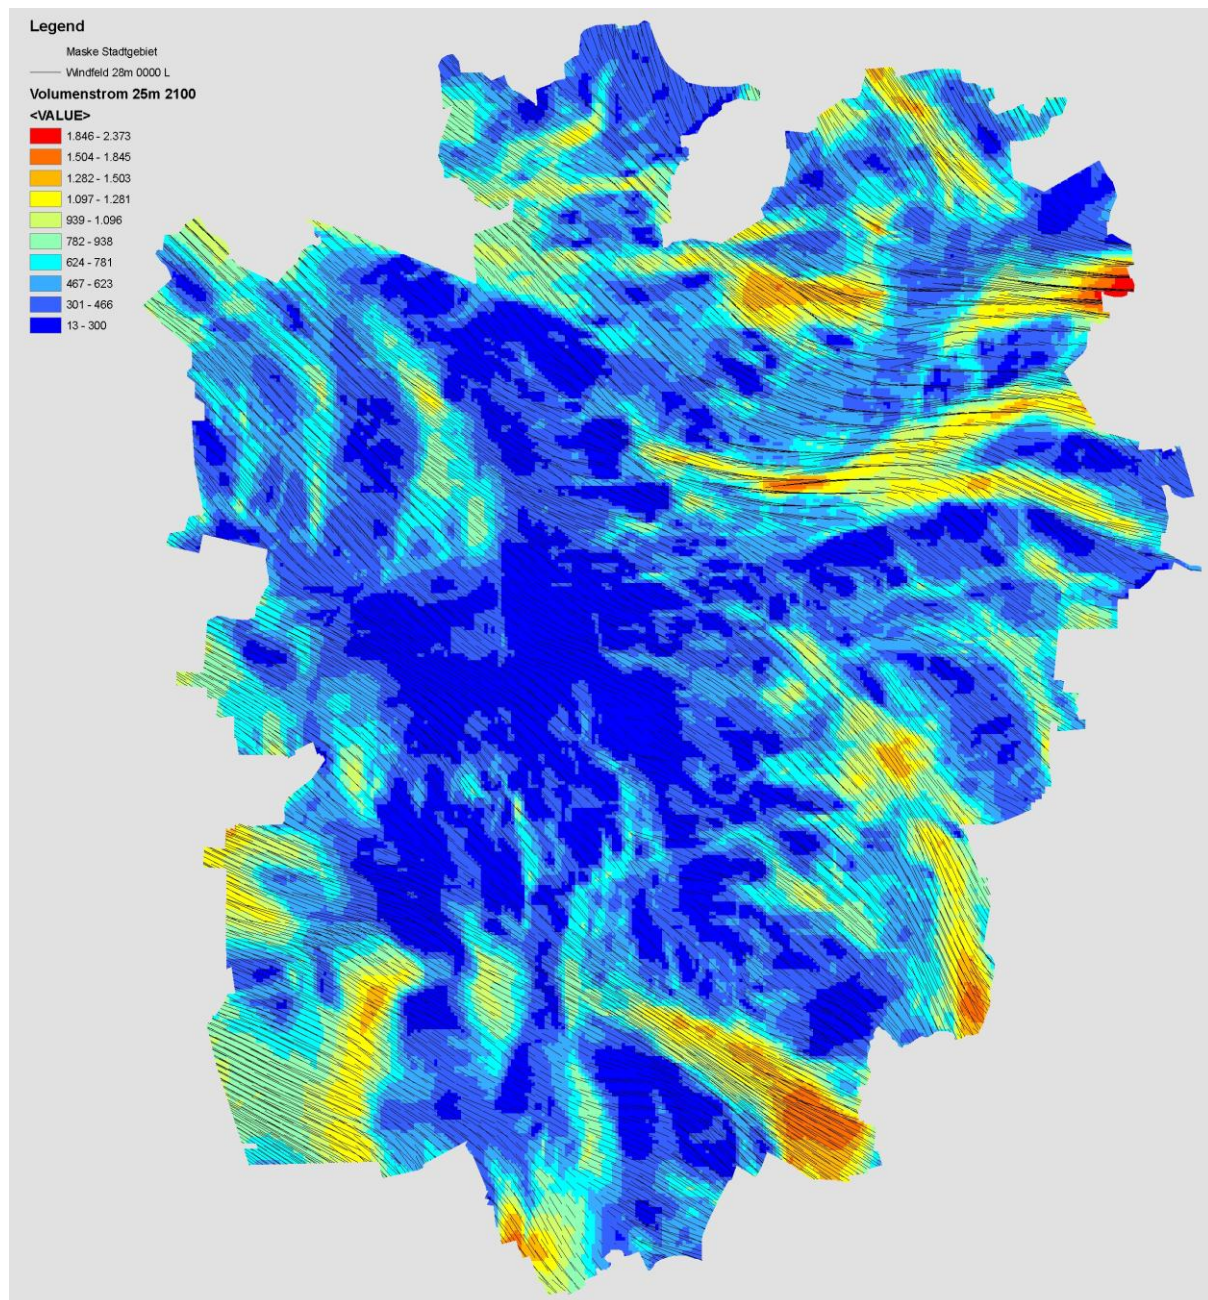 Legend
Maske Stadtgebiet
Windfeld 28m 0000 L
Volumenstrom 25m 2100
<VALUE>
1.846 - 2.373
1.504 - 1.845
1.282 - 1.503
1.097 - 1.281
939 - 1.096
782 - 938
624 - 781
467 - 623
301 - 466
13 - 300